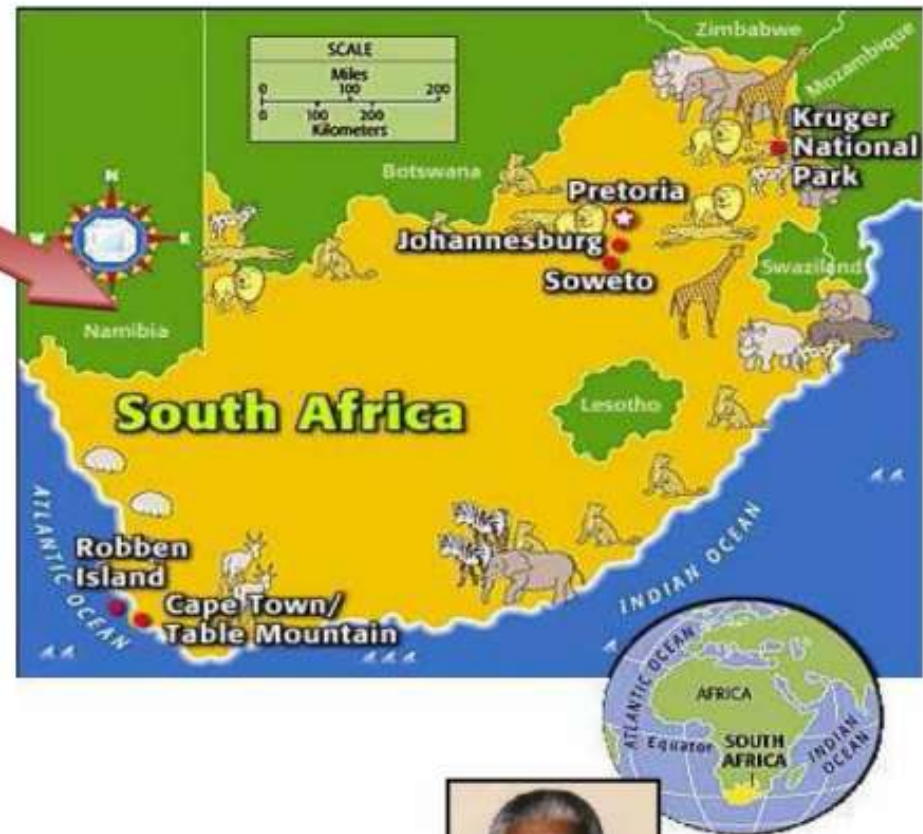 SCALE
Miles
0 100 200
0 100 200
Kilometers
Zimbabwe
Mozambique
Kruger
National
Park
Botswana
Pretoria
Johannesburg
Soweto
Swaziland
N
E
Namibia
South Africa
Lesotho
ATLANTIC OCEAN
Robben
Island
Cape Town/
Table Mountain
INDIAN OCEAN
ATLANTIC OCEAN
AFRICA
Equator
SOUTH
AFRICA
INDIAN
OCEAN